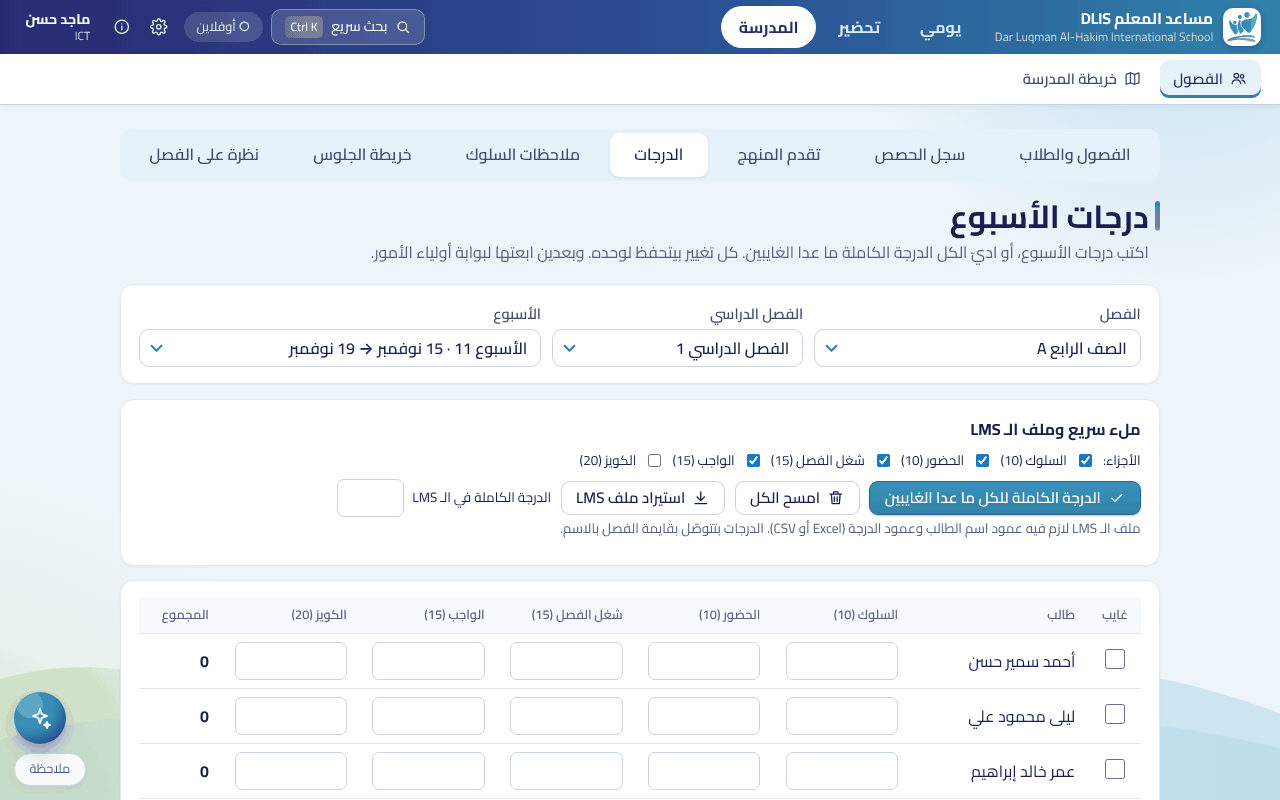 مساعد المعلم DLIS
Dar Luqman Al-Hakim International School
يومي
تحضير
المدرسة
بحث سريع Ctrl K
أوفلاين
ماجد حسن
ICT
الفصول
خريطة المدرسة
الفصول والطلاب
سجل الحصص
تقدم المنهج
الدرجات
ملاحظات السلوك
خريطة الجلوس
نظرة على الفصل
درجات الأسبوع
اكتب درجات الأسبوع، أو اديّ الكل الدرجة الكاملة ما عدا الغايبين. كل تغيير بيتحفظ لوحده. وبعدين ابعتها لبوابة أولياء الأمور.
الفصل
الفصل الدراسي
الأسبوع
الصف الرابع A
الفصل الدراسي 1
الأسبوع 11 · 15 نوفمبر → 19 نوفمبر
ملء سريع وملف الـ LMS
الأجزاء: السلوك (10) الحضور (10) شغل الفصل (15) الواجب (15) الكويز (20)
الدرجة الكاملة للكل ما عدا الغايبين
امسح الكل
استيراد ملف LMS
الدرجة الكاملة في الـ LMS
ملف الـ LMS لازم فيه عمود اسم الطالب وعمود الدرجة (Excel أو CSV). الدرجات بتتوصّل بقايمة الفصل بالاسم.
غايب طالب السلوك (10) الحضور (10) شغل الفصل (15) الواجب (15) الكويز (20) المجموع
أحمد سمير حسن 0
ليلى محمود علي 0
عمر خالد إبراهيم 0
ملاحظة